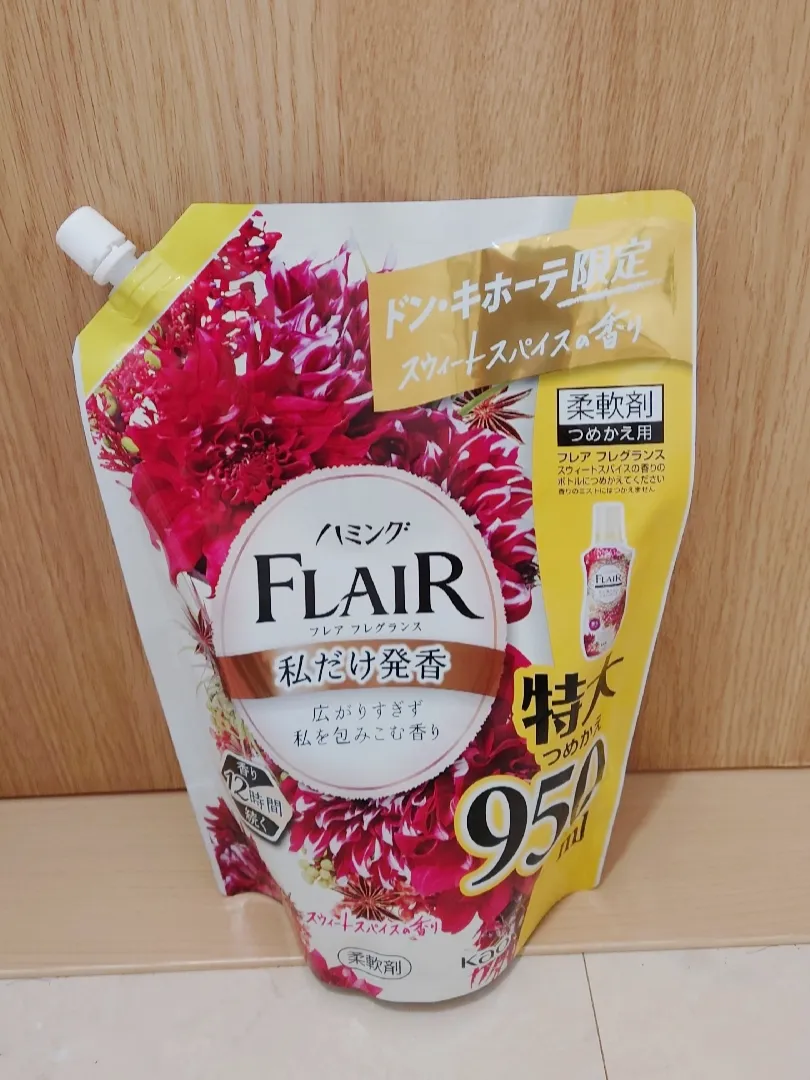 ドン・キホーテ限定
スウィートスパイスの香り
柔軟剤
つめかえ用
フレア フレグランス
スウィートスパイスの香りの
ボトルにつめかえてください
香りのミストにはつかえません
FLAIR
ハミング
FLAIR
フレア フレグランス
私だけ発香
広がりすぎず
私を包みこむ香り
特大
つめかえ
950
ml
香り
12時間
続く
スウィートスパイスの香り
柔軟剤